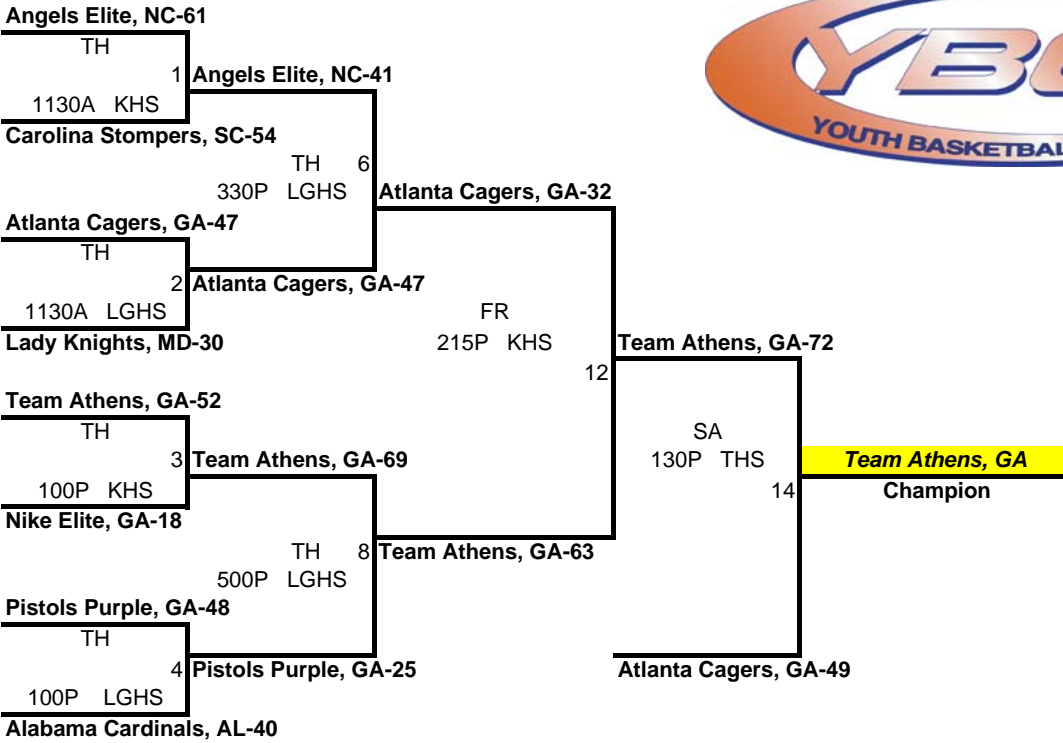 Angels Elite, NC-61
TH
1 Angels Elite, NC-41
1130A KHS
Carolina Stompers, SC-54
TH 6
330P LGHS Atlanta Cagers, GA-32
Atlanta Cagers, GA-47
TH
2 Atlanta Cagers, GA-47
1130A LGHS
Lady Knights, MD-30
FR
215P KHS Team Athens, GA-72
12
Team Athens, GA-52
TH
3 Team Athens, GA-69
100P KHS
Nike Elite, GA-18
SA
130P THS Team Athens, GA
14 Champion
TH 8 Team Athens, GA-63
500P LGHS
Pistols Purple, GA-48
TH
4 Pistols Purple, GA-25
100P LGHS
Alabama Cardinals, AL-40
Atlanta Cagers, GA-49
YB
YOUTH BASKETBAL